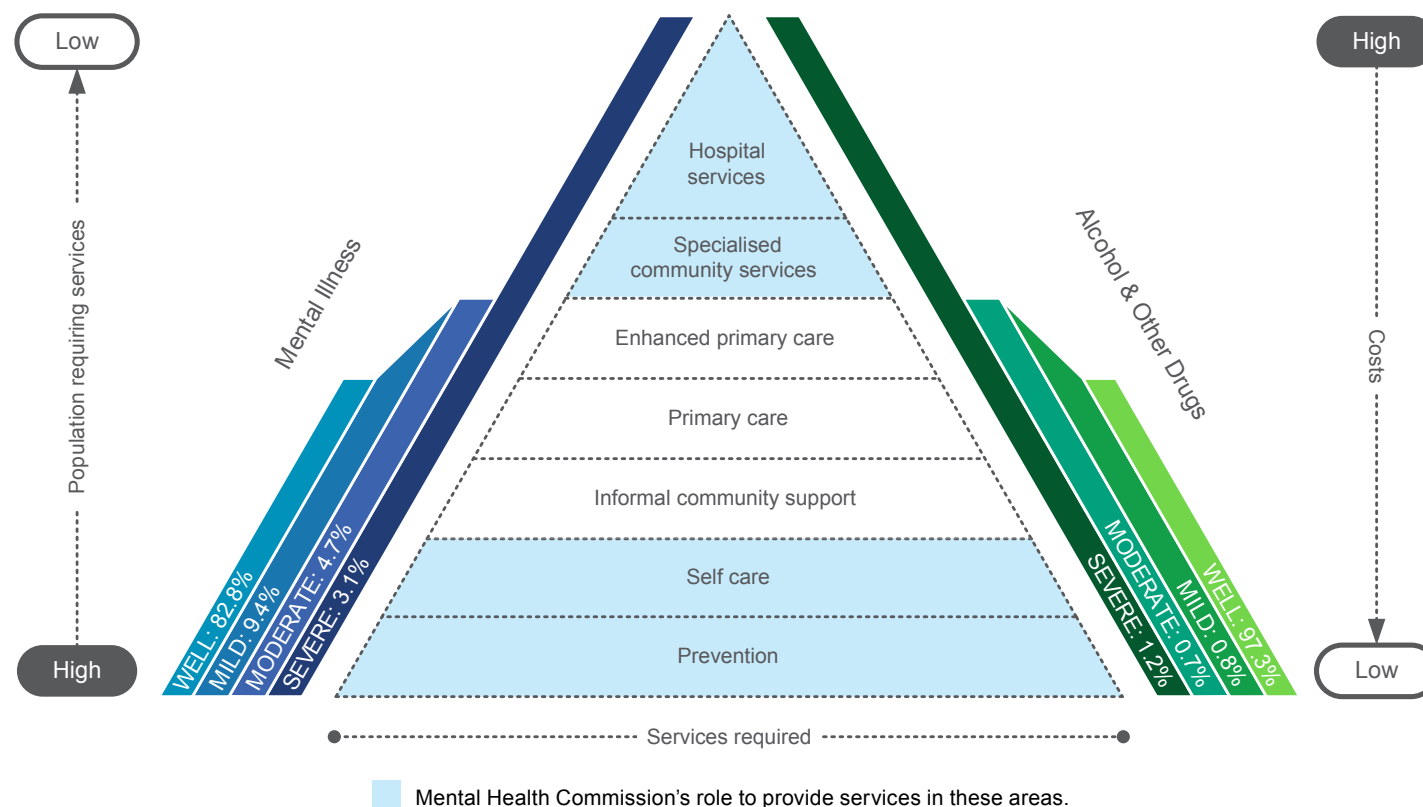 Low
High
Population requiring services
Mental Illness
WELL: 82.8%
MILD: 9.4%
MODERATE: 4.7%
SEVERE: 3.1%
Hospital
services
Specialised
community services
Enhanced primary care
Primary care
Informal community support
Self care
Prevention
Services required
Alcohol & Other Drugs
SEVERE: 1.2%
MODERATE: 0.7%
MILD: 0.8%
WELL: 97.3%
High
Costs
Low
Mental Health Commission’s role to provide services in these areas.